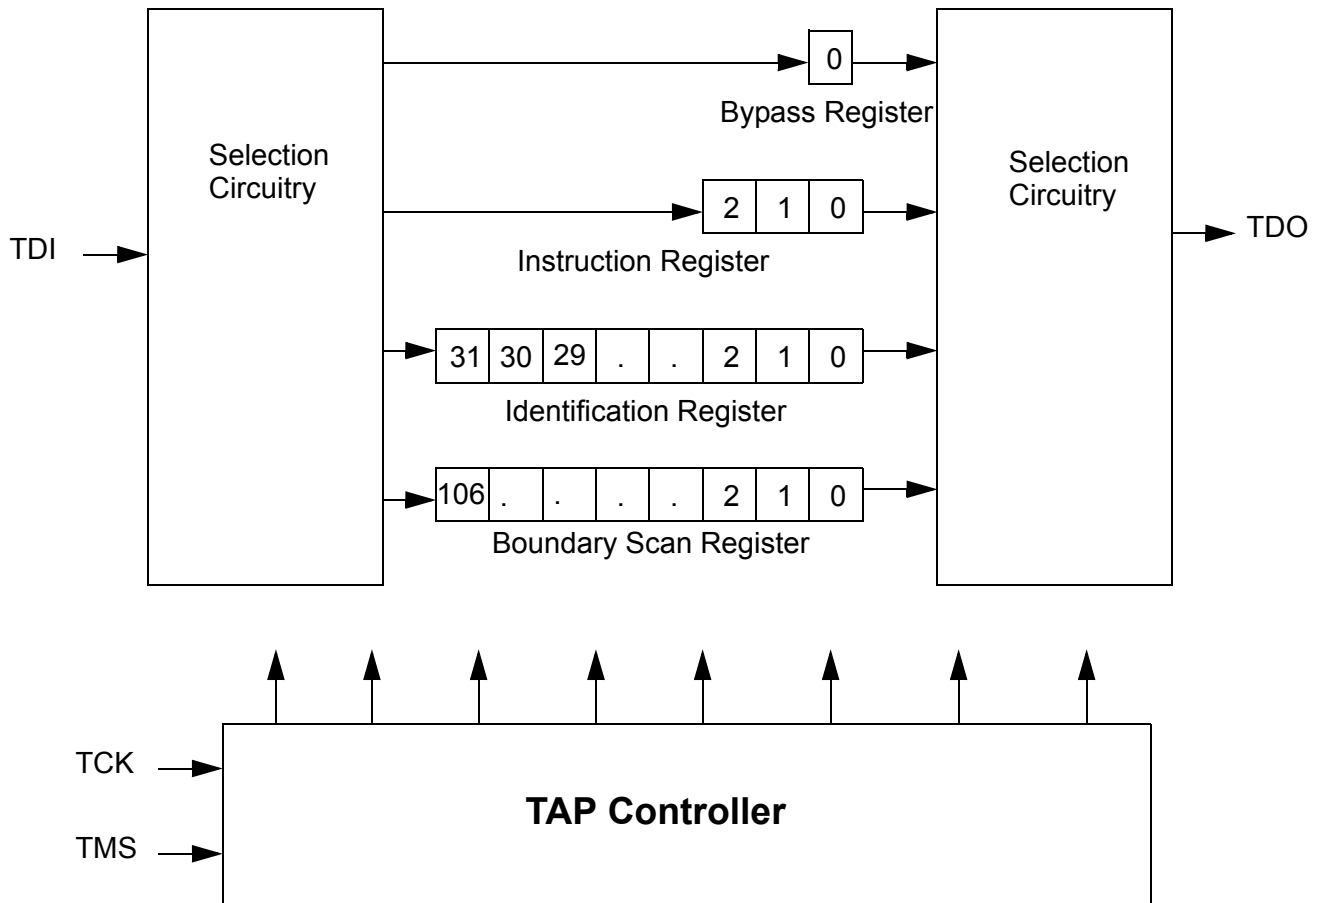 0
Bypass Register
Selection
Circuitry
Selection
Circuitry
2 1 0
TDI
TDO
Instruction Register
31 30 29 . . 2 1 0
Identification Register
106 . . . . 2 1 0
Boundary Scan Register
TCK
TAP Controller
TMS